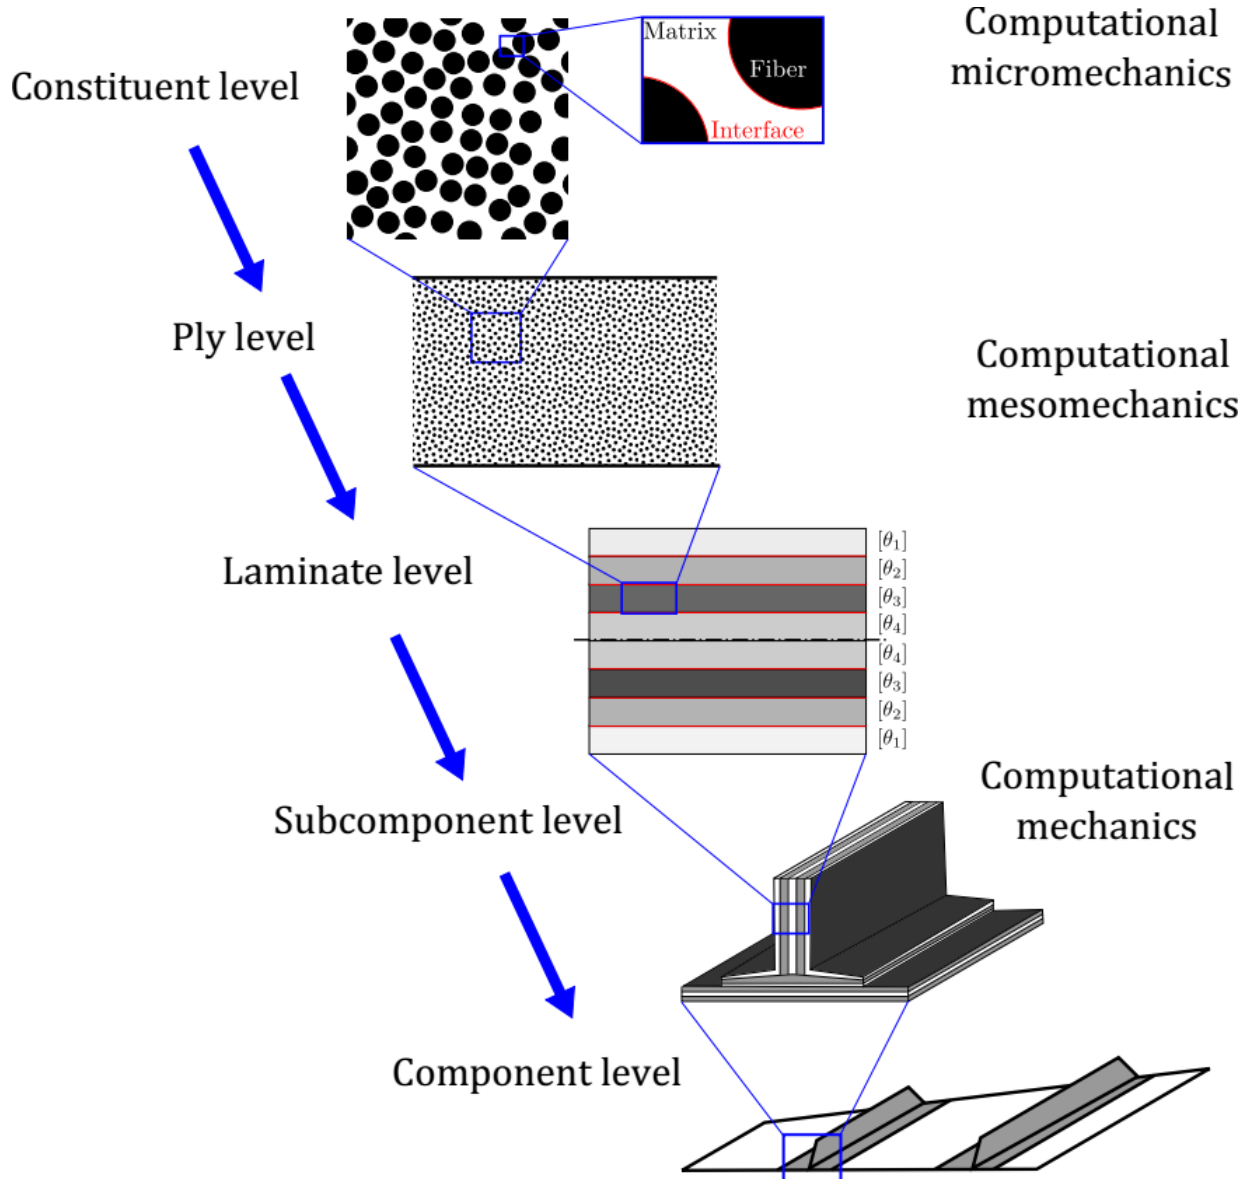 Computational
micromechanics
Constituent level
Matrix
Fiber
Interface
Ply level
Computational
mesomechanics
Laminate level
[θ₁]
[θ₂]
[θ₃]
[θ₄]
[θ₄]
[θ₃]
[θ₂]
[θ₁]
Subcomponent level
Computational
mechanics
Component level